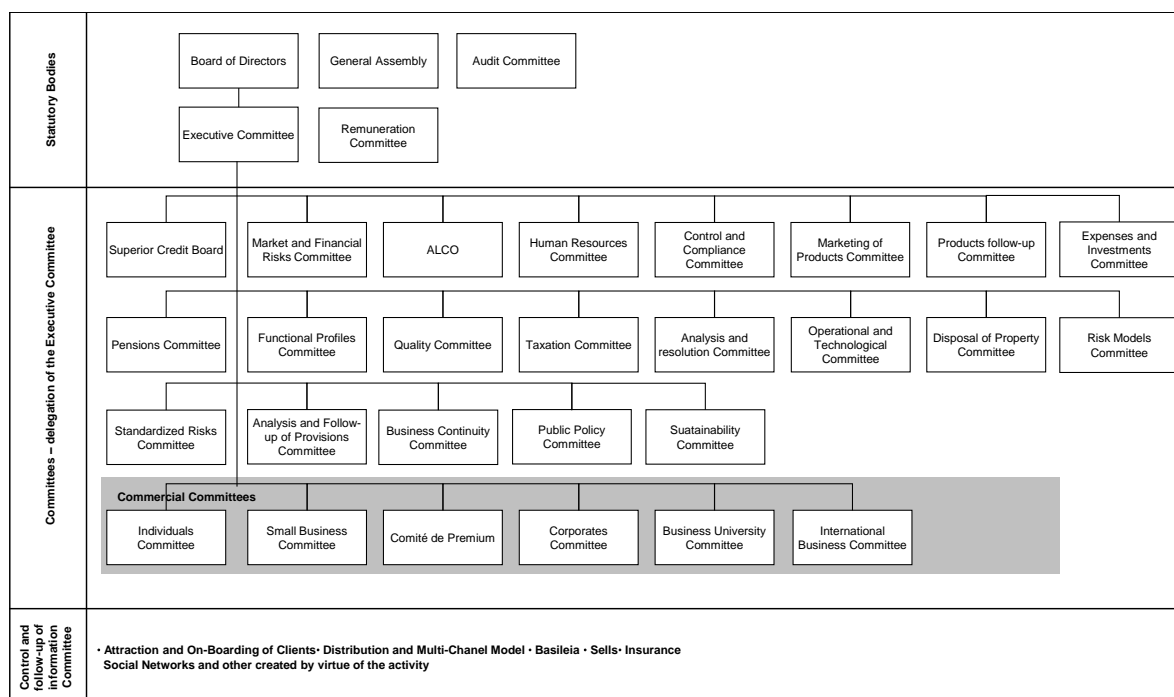 Statutory Bodies
Board of Directors
General Assembly
Audit Committee
Executive Committee
Remuneration
Committee
Committees – delegation of the Executive Committee
Superior Credit Board
Market and Financial
Risks Committee
ALCO
Human Resources
Committee
Control and
Compliance
Committee
Marketing of
Products Committee
Products follow-up
Committee
Expenses and
Investments
Committee
Pensions Committee
Functional Profiles
Committee
Quality Committee
Taxation Committee
Analysis and
resolution Committee
Operational and
Technological
Committee
Disposal of Property
Committee
Risk Models
Committee
Standardized Risks
Committee
Analysis and Follow-
up of Provisions
Committee
Business Continuity
Committee
Public Policy
Committee
Suatainability
Committee
Commercial Committees
Individuals
Committee
Small Business
Committee
Comité de Premium
Corporates
Committee
Business University
Committee
International
Business Committee
Control and
follow-up of
information
Committee
• Attraction and On-Boarding of Clients• Distribution and Multi-Chanel Model • Basileia • Sells• Insurance
Social Networks and other created by virtue of the activity